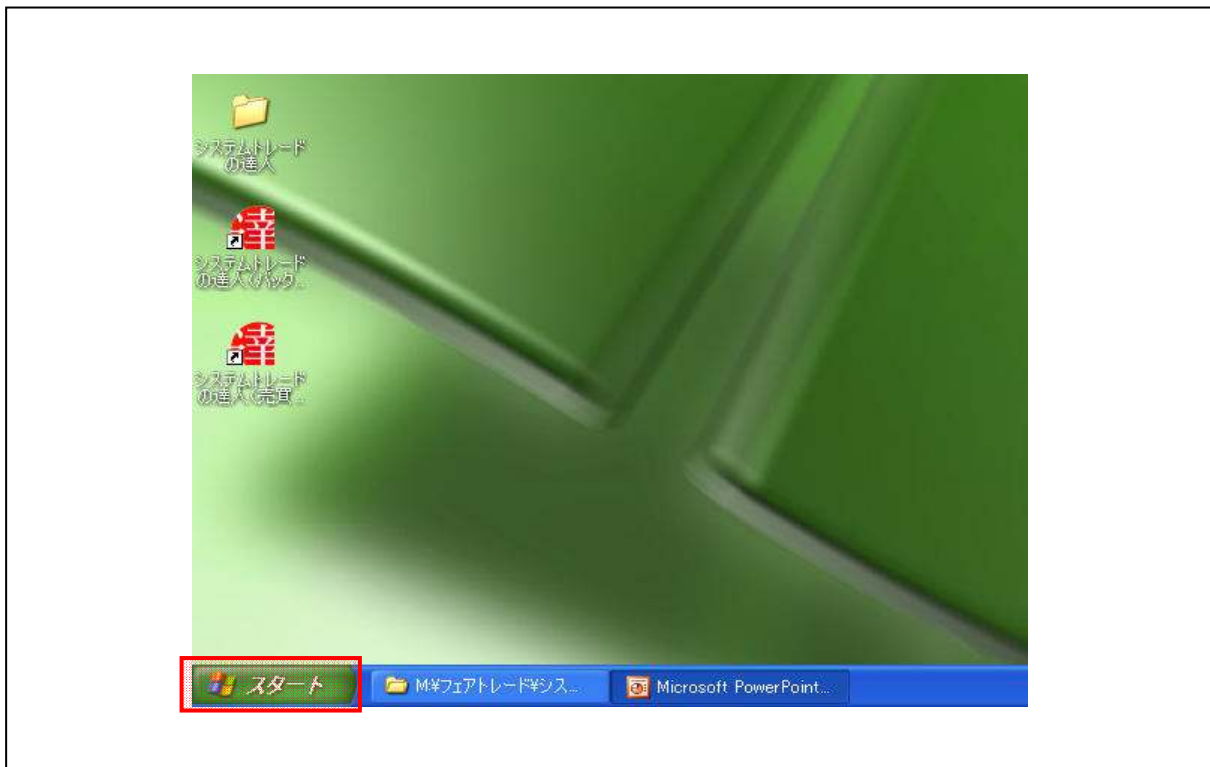 システムトレード
の達人
達
システムトレード
の達人(バック...
達
システムトレード
の達人(売買...
スタート
M:¥フェアトレード¥シス...
Microsoft PowerPoint...